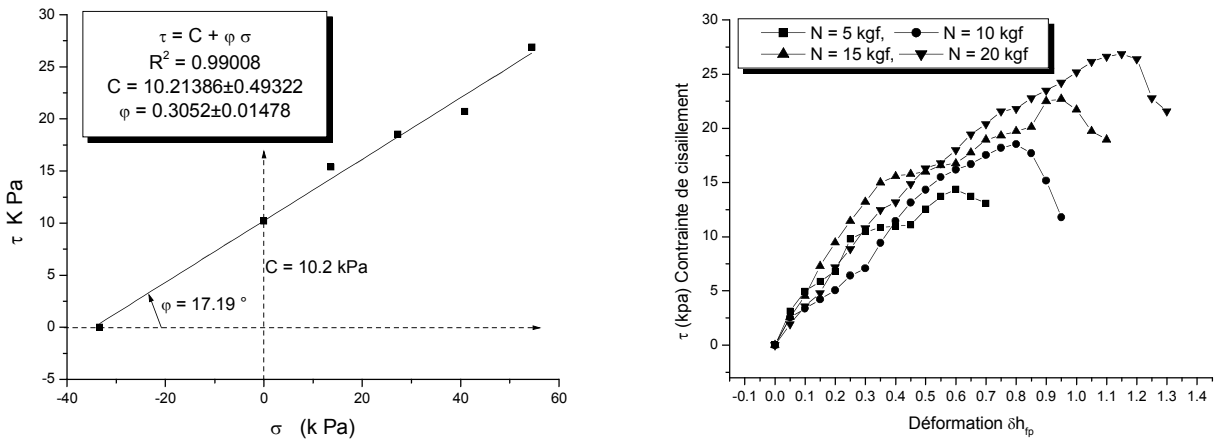 τ = C + φ σ
R² = 0.99008
C = 10.21386±0.49322
φ = 0.3052±0.01478
30
25
20
15
10
5
0
5
τ K Pa
C = 10.2 kPa
φ = 17.19 °
-40 -20 0 20 40 60
σ (k Pa)
N = 5 kgf, N = 10 kgf
N = 15 kgf, N = 20 kgf
30
25
20
15
10
5
0
τ (kpa) Contrainte de cisaillement
-0.1 0.0 0.1 0.2 0.3 0.4 0.5 0.6 0.7 0.8 0.9 1.0 1.1 1.2 1.3 1.4
Déformation δh_fp